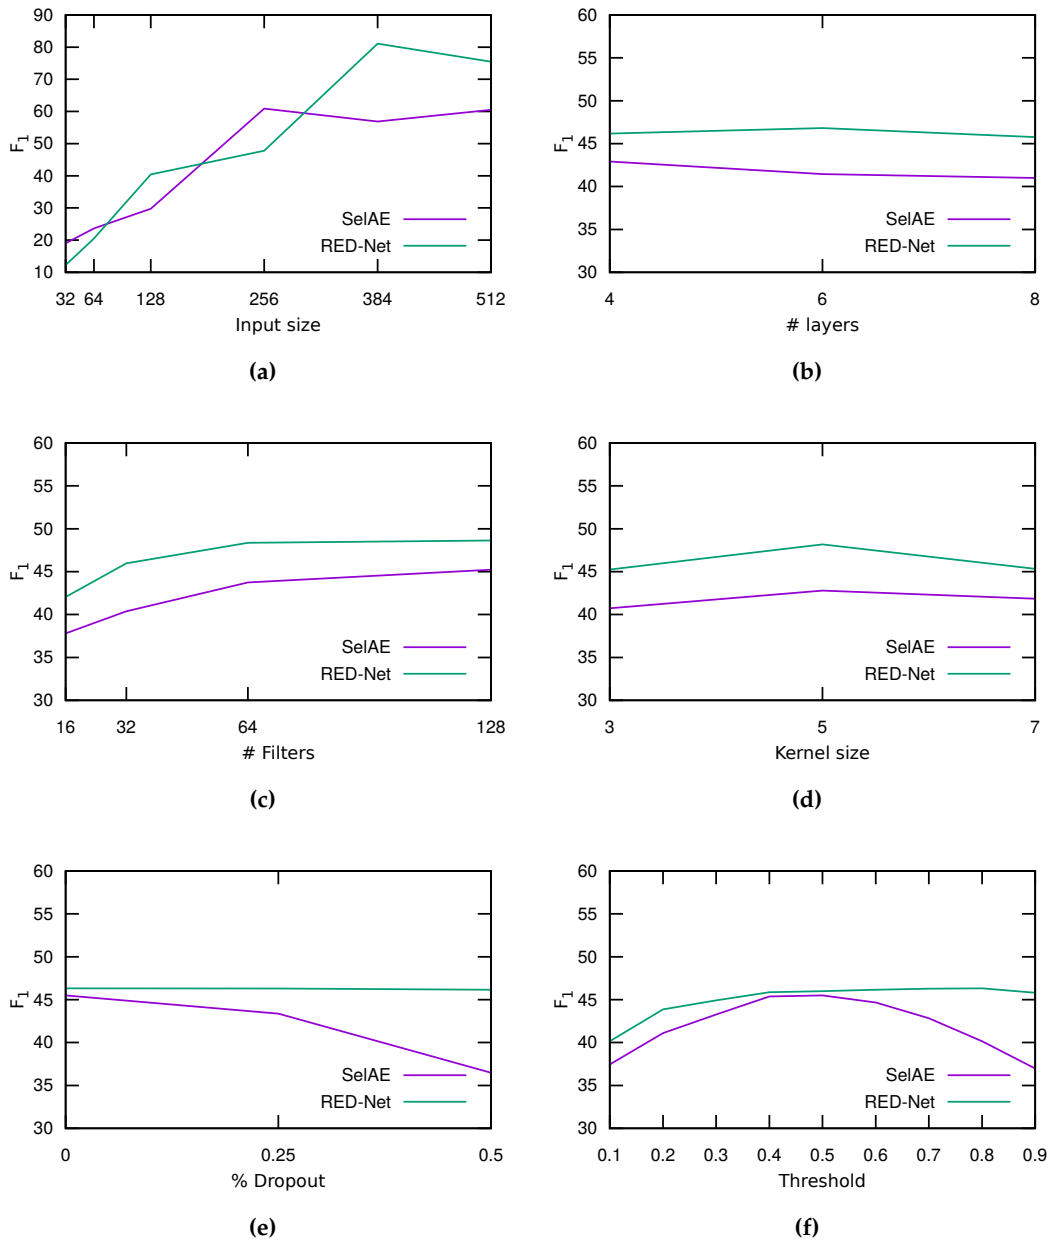 90
80
70
60
50
40
30
20
10
F1
SelAE
RED-Net
32 64 128 256 384 512
Input size
(a)
60
55
50
45
40
35
30
F1
SelAE
RED-Net
4 6 8
# layers
(b)
60
55
50
45
40
35
30
F1
SelAE
RED-Net
16 32 64 128
# Filters
(c)
60
55
50
45
40
35
30
F1
SelAE
RED-Net
3 5 7
Kernel size
(d)
60
55
50
45
40
35
30
F1
SelAE
RED-Net
0 0.25 0.5
% Dropout
(e)
60
55
50
45
40
35
30
F1
SelAE
RED-Net
0.1 0.2 0.3 0.4 0.5 0.6 0.7 0.8 0.9
Threshold
(f)